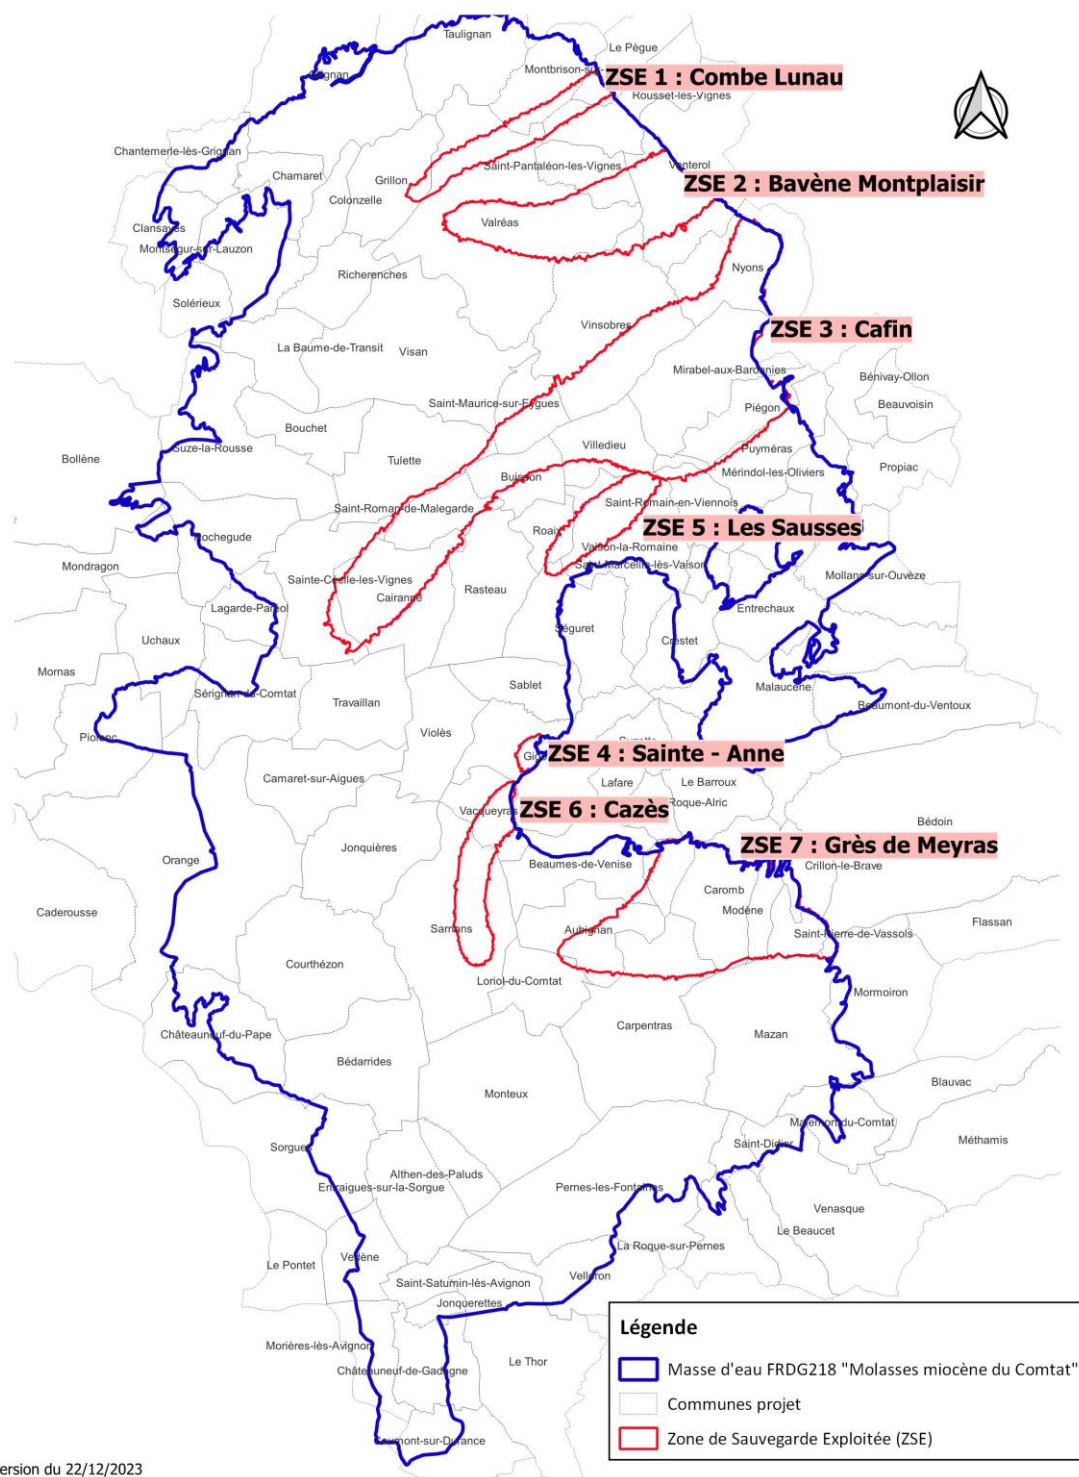 Taulignan
Le Pègue
Montbrison-sur-
Grignan
ZSE 1 : Combe Lunau
Rousset-les-Vignes
Chantemerle-lès-Grignan
Saint-Pantaléon-les-Vignes
Venterol
Chamaret
Grillon
ZSE 2 : Bavène Montplaisir
Colonzelle
Valréas
Clansayes
Montségur-sur-Lauzon
Nyons
Richerenches
Solérieux
Vinsobres
ZSE 3 : Cafin
La Baume-de-Transit
Visan
Mirabel-aux-Baronnies
Bénivay-Ollon
Saint-Maurice-sur-Eygues
Piégon
Beauvoisin
Bouchet
Suze-la-Rousse
Villedieu
Puyméras
Bollène
Tulette
Propiac
Buisson
Mérindol-les-Oliviers
Saint-Roman-de-Malegarde
Saint-Romain-en-Viennois
Roaix
ZSE 5 : Les Sausses
Rochegude
Vaison-la-Romaine
Mondragon
Saint-Marcellin-lès-Vaison
Mollans-sur-Ouvèze
Sainte-Cécile-les-Vignes
Rasteau
Cairanne
Lagarde-Paréol
Entrechaux
Séguret
Uchaux
Crestet
Mornas
Sablet
Malaucène
Sérignan-du-Comtat
Travaillan
Beaumont-du-Ventoux
Violès
Piolenc
ZSE 4 : Sainte - Anne
Camaret-sur-Aigues
Lafare
Le Barroux
Vacqueyras
ZSE 6 : Cazès
Roque-Alric
Bédoin
Jonquières
ZSE 7 : Grès de Meyras
Orange
Beaumes-de-Venise
Crillon-le-Brave
Caromb
Caderousse
Modène
Flassan
Sarrians
Aubignan
Saint-Pierre-de-Vassols
Courthézon
Loriol-du-Comtat
Mormoiron
Carpentras
Châteauneuf-du-Pape
Mazan
Bédarrides
Blauvac
Monteux
Malemort-du-Comtat
Saint-Didier
Méthamis
Sorgues
Althen-des-Paluds
Entraigues-sur-la-Sorgue
Pernes-les-Fontaines
Venasque
Le Beaucet
La Roque-sur-Pernes
Vedène
Le Pontet
Velleron
Saint-Saturnin-lès-Avignon
Jonquerettes
Légende
Morières-lès-Avignon
Le Thor
Châteauneuf-de-Gadagne
Masse d'eau FRDG218 "Molasses miocène du Comtat"
Communes projet
Caumont-sur-Durance
Zone de Sauvegarde Exploitée (ZSE)
ersion du 22/12/2023